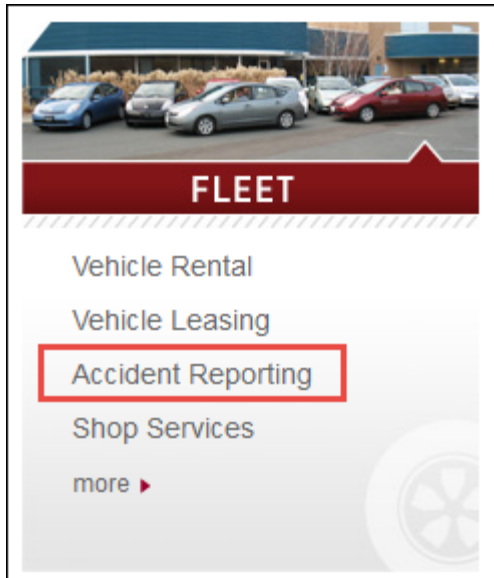 FLEET
Vehicle Rental
Vehicle Leasing
Accident Reporting
Shop Services
more